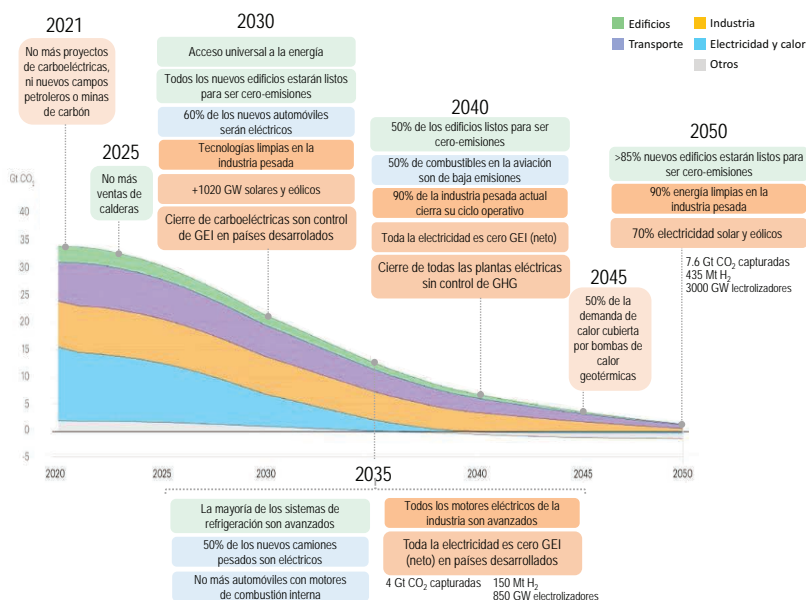 2021
No más proyectos
de carboeléctricas,
ni nuevos campos
petroleros o minas
de carbón
2025
No más
ventas de
calderas
2030
Acceso universal a la energía
Todos los nuevos edificios estarán listos
para ser cero-emisiones
60% de los nuevos automóviles
serán eléctricos
Tecnologías limpias en la
industria pesada
+1020 GW solares y eólicos
Cierre de carboeléctricas son control
de GEI en países desarrolados
2040
50% de los edificios listos para ser
cero-emisiones
50% de combustibles en la aviación
son de baja emisiones
90% de la industria pesada actual
cierra su ciclo operativo
Toda la electricidad es cero GEI (neto)
Cierre de todas las plantas eléctricas
sin control de GHG
2045
50% de la
demanda de
calor cubierta
por bombas de
calor
geotérmicas
2050
>85% nuevos edificios estarán listos para
ser cero-emisiones
90% energía limpias en la
industria pesada
70% electricidad solar y eólicos
7.6 Gt CO2 capturadas
435 Mt H2
3000 GW lectrolizadores
Edificios
Industria
Transporte
Electricidad y calor
Otros
Gt CO2
40
35
30
25
20
15
10
5
0
-5
2020
2025
2030
2035
2040
2045
2050
La mayoría de los sistemas de
refrigeración son avanzados
50% de los nuevos camiones
pesados son eléctricos
No más automóviles con motores
de combustión interna
Todos los motores eléctricos de la
industria son avanzados
Toda la electricidad es cero GEI
(neto) en países desarrollados
4 Gt CO2 capturadas
150 Mt H2
850 GW electrolizadores